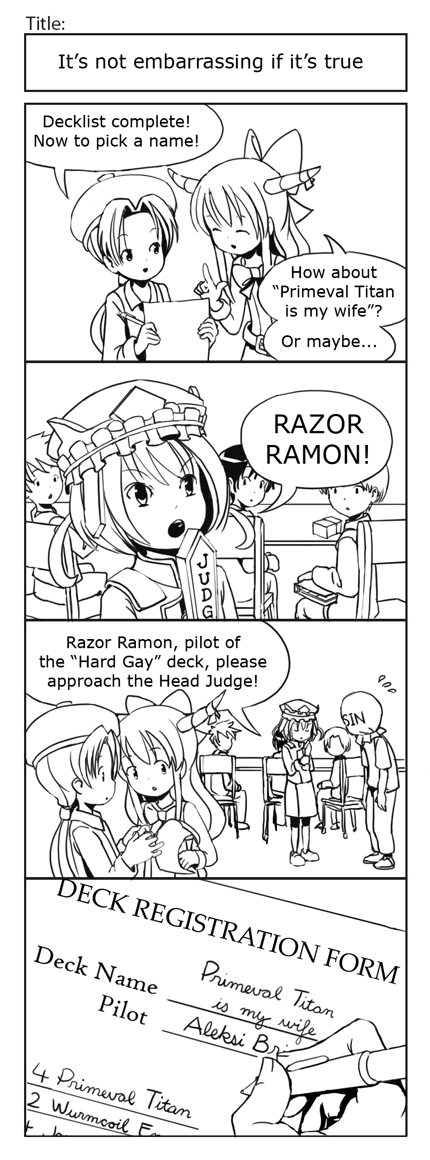 Title:
It's not embarrassing if it's true
Decklist complete!
Now to pick a name!
How about
"Primeval Titan
is my wife"?
Or maybe...
RAZOR
RAMON!
JUDG
Razor Ramon, pilot of
the "Hard Gay" deck, please
approach the Head Judge!
SIN
DECK REGISTRATION FORM
Deck Name Primeval Titan
is my wife
Pilot Aleksi Bri
4 Primeval Titan
2 Wurmcoil